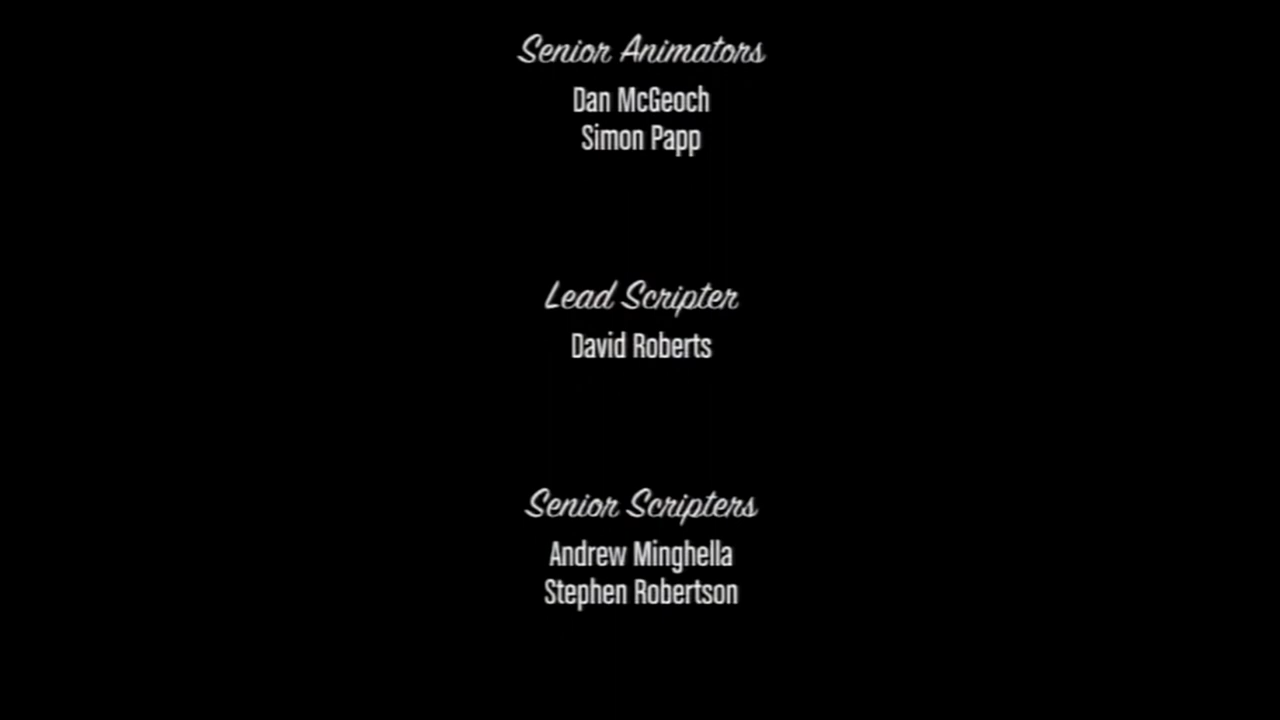 Senior Animators
Dan McGeoch
Simon Papp
Lead Scripter
David Roberts
Senior Scripters
Andrew Minghella
Stephen Robertson